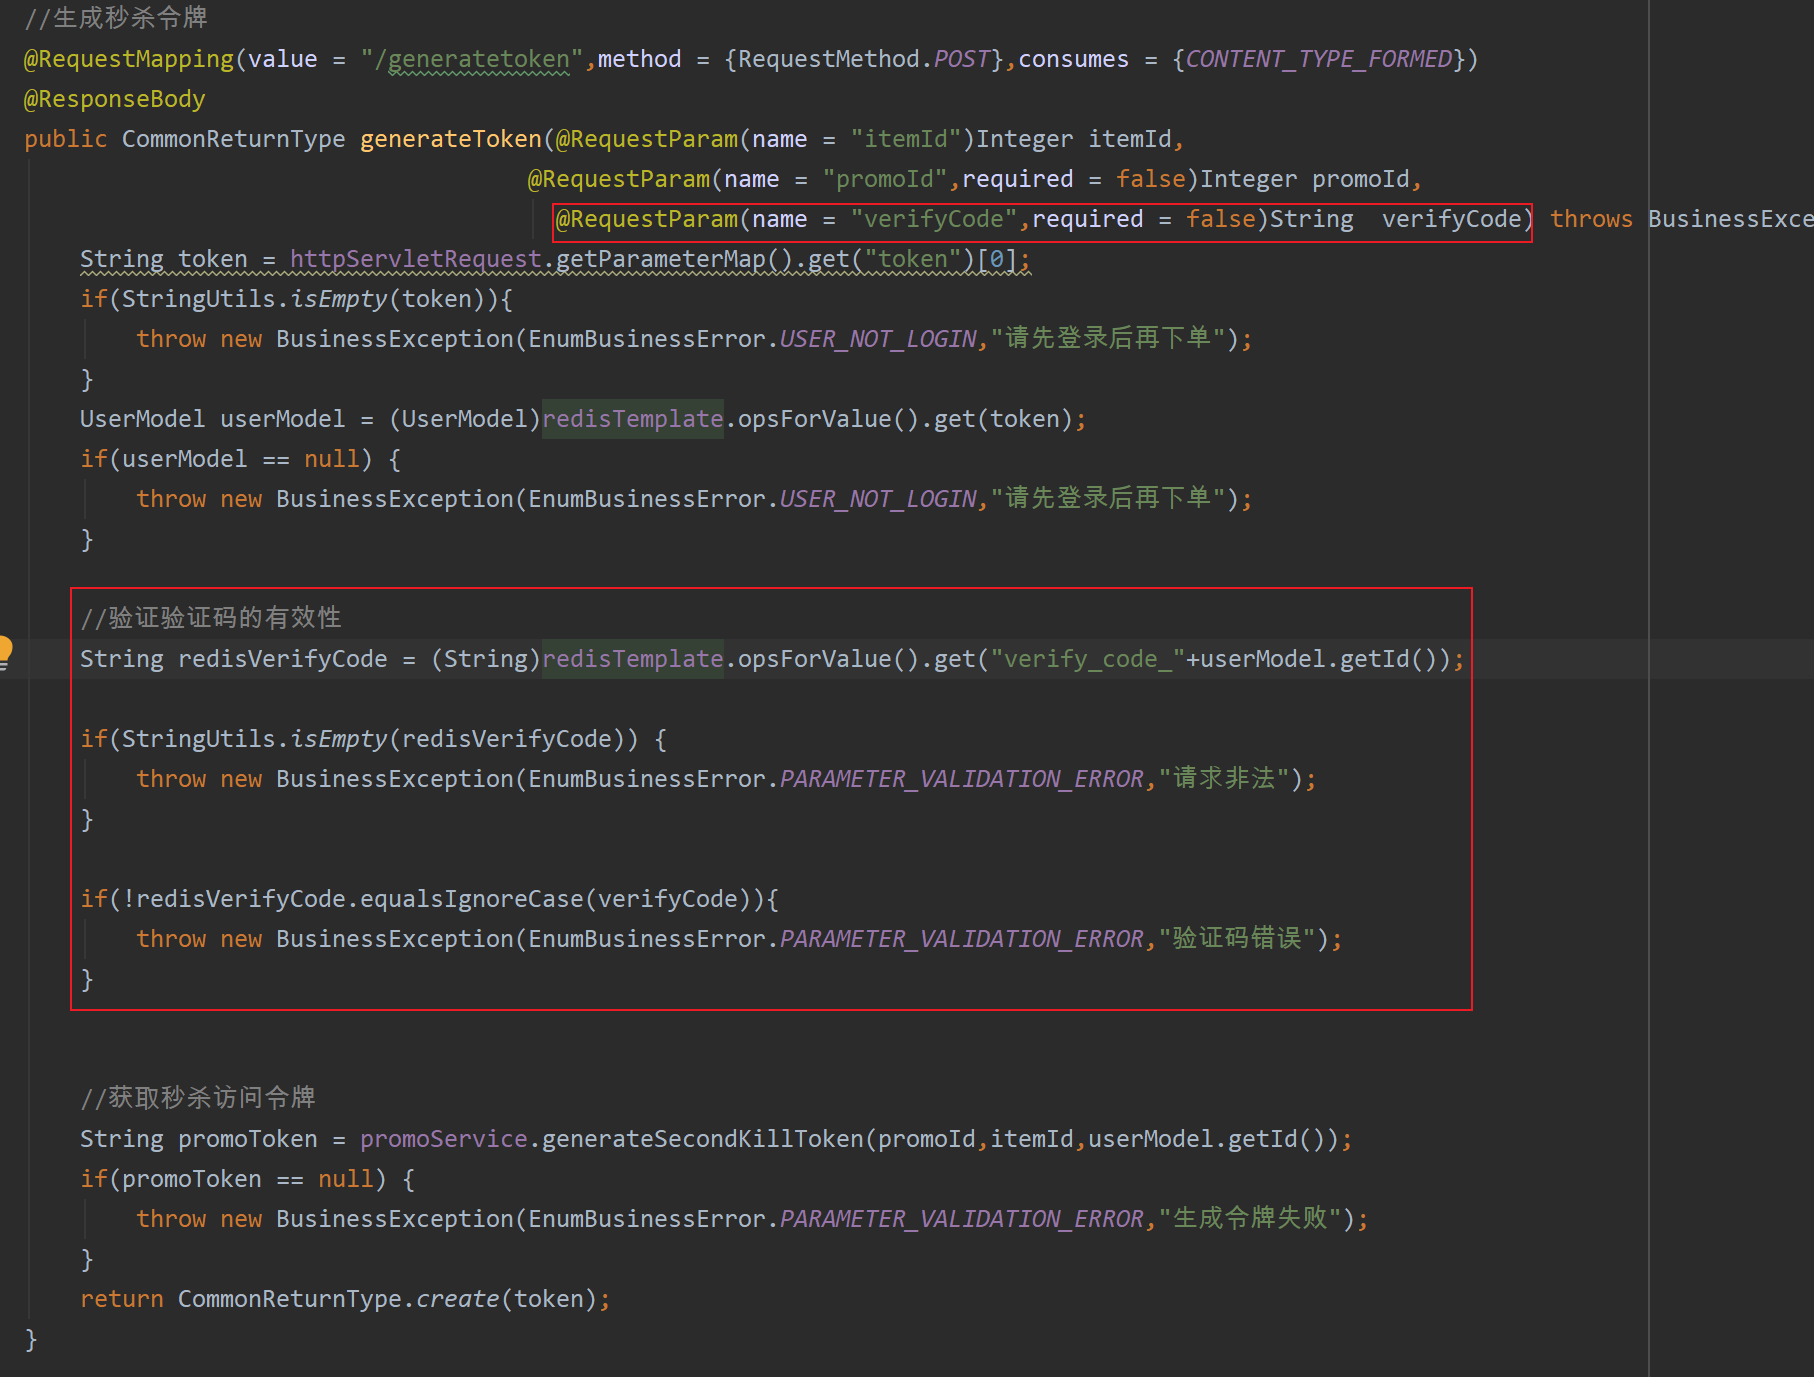 //生成秒杀令牌
@RequestMapping(value = "/generatetoken",method = {RequestMethod.POST},consumes = {CONTENT_TYPE_FORMED})
@ResponseBody
public CommonReturnType generateToken(@RequestParam(name = "itemId")Integer itemId,
@RequestParam(name = "promoId",required = false)Integer promoId,
@RequestParam(name = "verifyCode",required = false)String  verifyCode) throws BusinessExce
String token = httpServletRequest.getParameterMap().get("token")[0];
if(StringUtils.isEmpty(token)){
throw new BusinessException(EnumBusinessError.USER_NOT_LOGIN,"请先登录后再下单");
}
UserModel userModel = (UserModel)redisTemplate.opsForValue().get(token);
if(userModel == null) {
throw new BusinessException(EnumBusinessError.USER_NOT_LOGIN,"请先登录后再下单");
}
//验证验证码的有效性
String redisVerifyCode = (String)redisTemplate.opsForValue().get("verify_code_"+userModel.getId());
if(StringUtils.isEmpty(redisVerifyCode)) {
throw new BusinessException(EnumBusinessError.PARAMETER_VALIDATION_ERROR,"请求非法");
}
if(!redisVerifyCode.equalsIgnoreCase(verifyCode)){
throw new BusinessException(EnumBusinessError.PARAMETER_VALIDATION_ERROR,"验证码错误");
}
//获取秒杀访问令牌
String promoToken = promoService.generateSecondKillToken(promoId,itemId,userModel.getId());
if(promoToken == null) {
throw new BusinessException(EnumBusinessError.PARAMETER_VALIDATION_ERROR,"生成令牌失败");
}
return CommonReturnType.create(token);
}